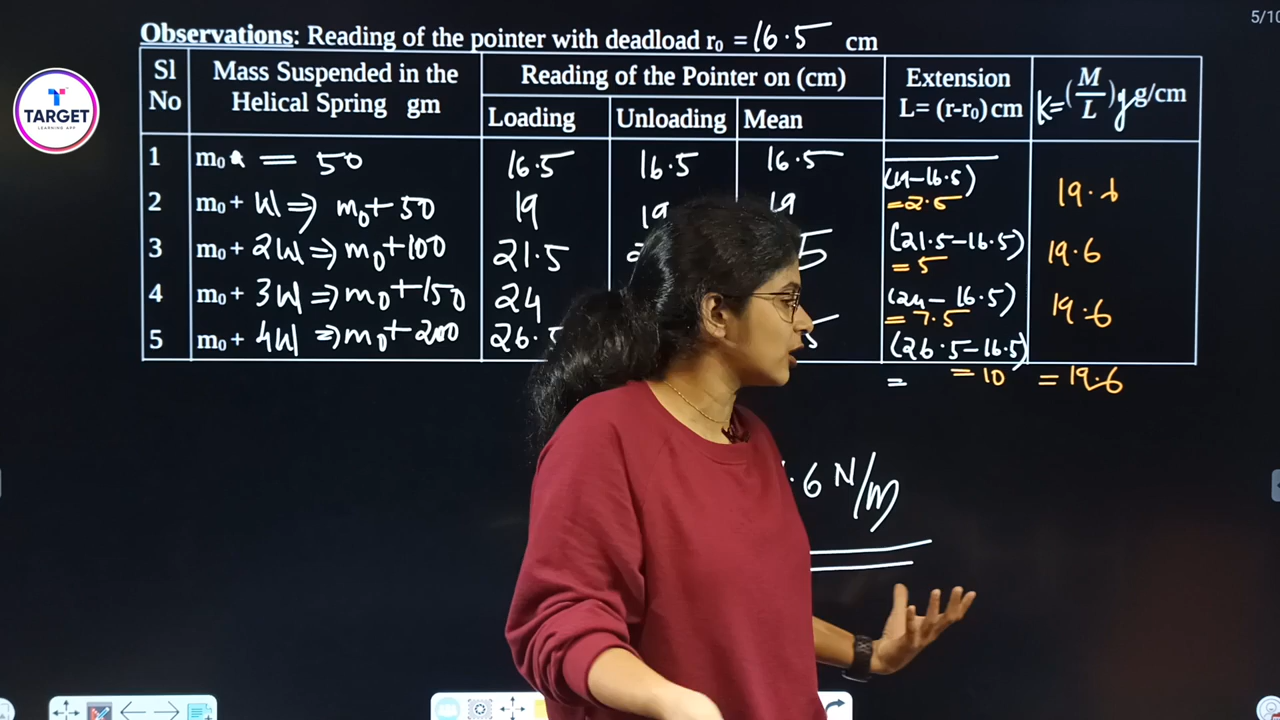 5/10
Observations: Reading of the pointer with deadload r₀ = 16.5 cm
TARGET
LEARNING APP
Sl No
Mass Suspended in the Helical Spring gm
Reading of the Pointer on (cm)
Loading
Unloading
Mean
Extension L= (r-r₀) cm
K=(M/L)g g/cm
1 m₀ = 50 16.5 16.5 16.5
2 m₀ + W ⇒ m₀+50 19 19 19 (19-16.5) =2.5 19.6
3 m₀ + 2W ⇒ m₀+100 21.5 (21.5-16.5) =5 19.6
4 m₀ + 3W ⇒ m₀+150 24 (24-16.5) =7.5 19.6
5 m₀ + 4W ⇒ m₀+200 26. (26.5-16.5)
= =10 =19.6
.6 N/m